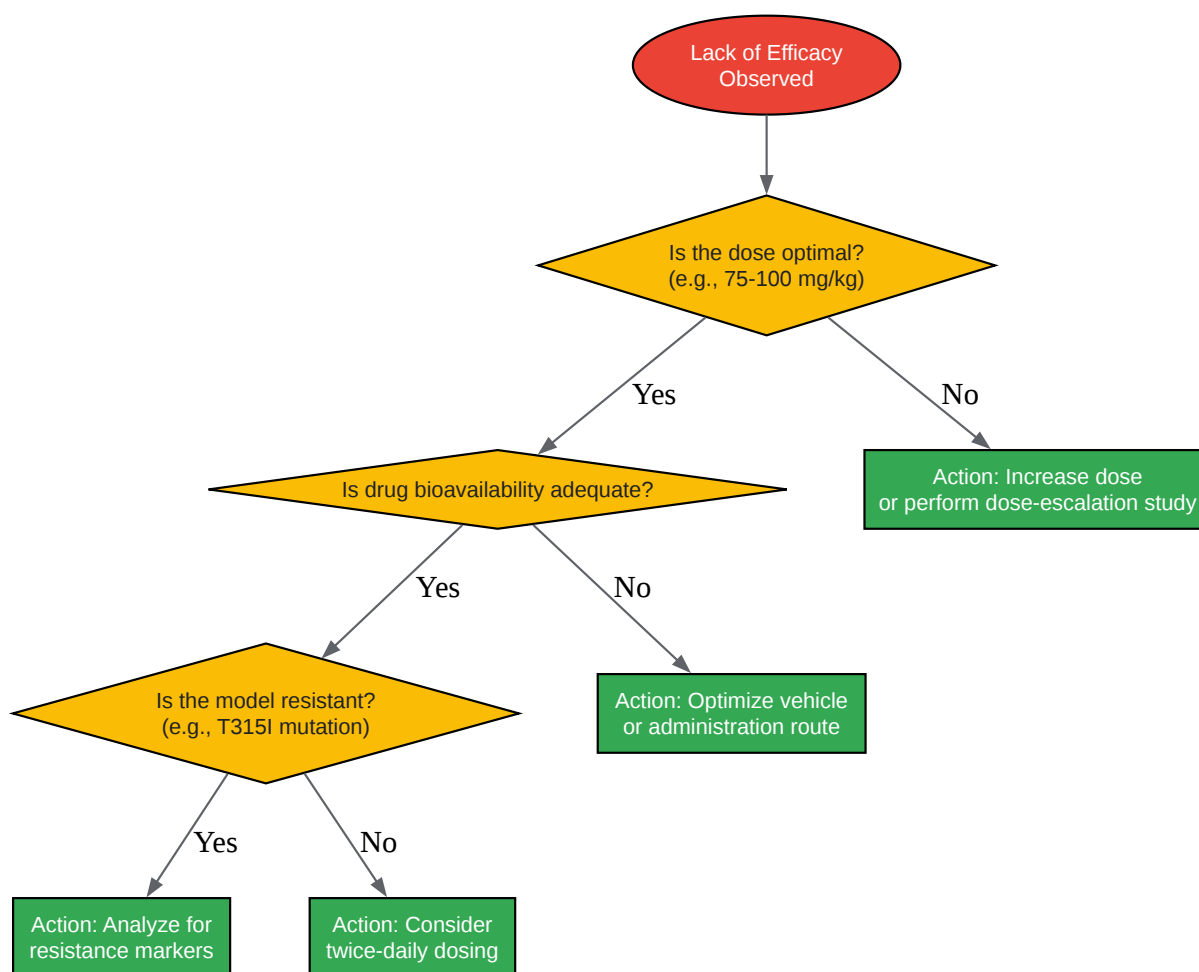 Lack of Efficacy
Observed
Is the dose optimal?
(e.g., 75-100 mg/kg)
Yes
No
Is drug bioavailability adequate?
Action: Increase dose
or perform dose-escalation study
Yes
No
Is the model resistant?
(e.g., T315I mutation)
Action: Optimize vehicle
or administration route
Yes
No
Action: Analyze for
resistance markers
Action: Consider
twice-daily dosing